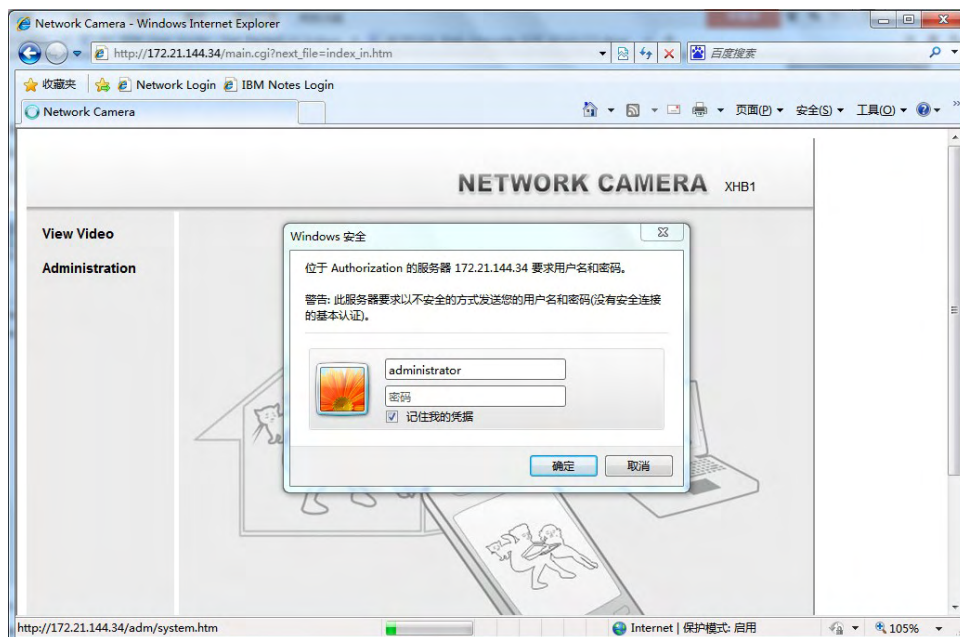 Network Camera - Windows Internet Explorer
http://172.21.144.34/main.cgi?next_file=index_in.htm
百度搜索
收藏夹 Network Login IBM Notes Login
Network Camera 页面(P) 安全(S) 工具(O) »
NETWORK CAMERA XHB1
View Video
Administration
Windows 安全
位于 Authorization 的服务器 172.21.144.34 要求用户名和密码。
警告: 此服务器要求以不安全的方式发送您的用户名和密码(没有安全连接
的基本认证)。
administrator
密码
记住我的凭据
确定 取消
http://172.21.144.34/adm/system.htm Internet | 保护模式: 启用 105%